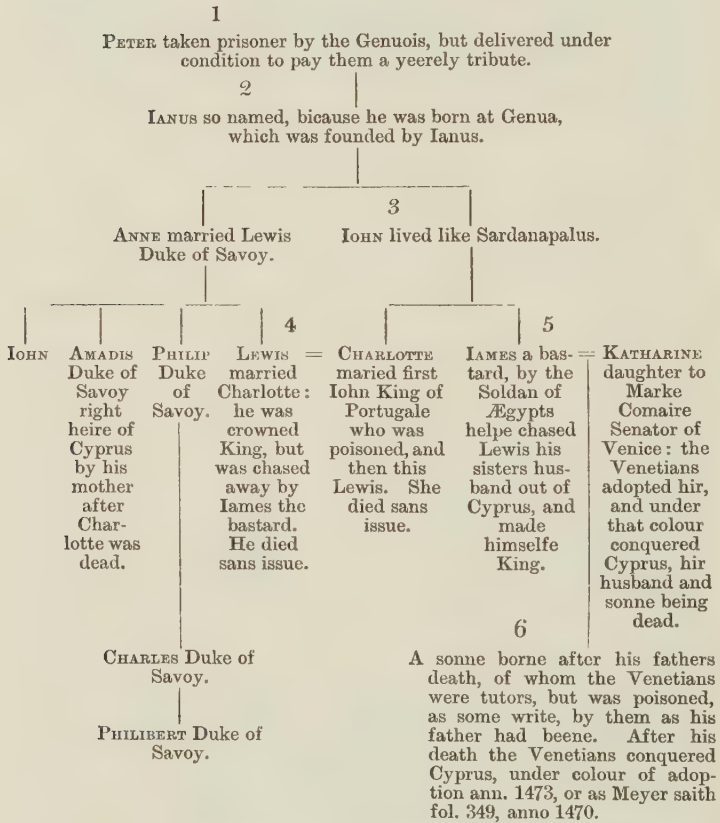 1
PETER taken prisoner by the Genuois, but delivered under
condition to pay them a yeerely tribute.
2
IANUS so named, bicause he was born at Genua,
which was founded by Ianus.
3
ANNE married Lewis
Duke of Savoy.
IOHN lived like Sardanapalus.
IOHN
AMADIS
Duke of
Savoy
right
heire of
Cyprus
by his
mother
after
Char-
lotte was
dead.
PHILIP
Duke
of
Savoy.
4
LEWIS =
married
Charlotte:
he was
crowned
King, but
was chased
away by
Iames the
bastard.
He died
sans issue.
CHARLOTTE
maried first
Iohn King of
Portugale
who was
poisoned, and
then this
Lewis. She
died sans
issue.
5
IAMES a bas- =
tard, by the
Soldan of
Ægypts
helpe chased
Lewis his
sisters hus-
band out of
Cyprus, and
made
himselfe
King.
KATHARINE
daughter to
Marke
Comaire
Senator of
Venice: the
Venetians
adopted hir,
and under
that colour
conquered
Cyprus, hir
husband and
sonne being
dead.
CHARLES Duke of
Savoy.
PHILIBERT Duke of
Savoy.
6
A sonne borne after his fathers
death, of whom the Venetians
were tutors, but was poisoned,
as some write, by them as his
father had beene. After his
death the Venetians conquered
Cyprus, under colour of adop-
tion ann. 1473, or as Meyer saith
fol. 349, anno 1470.